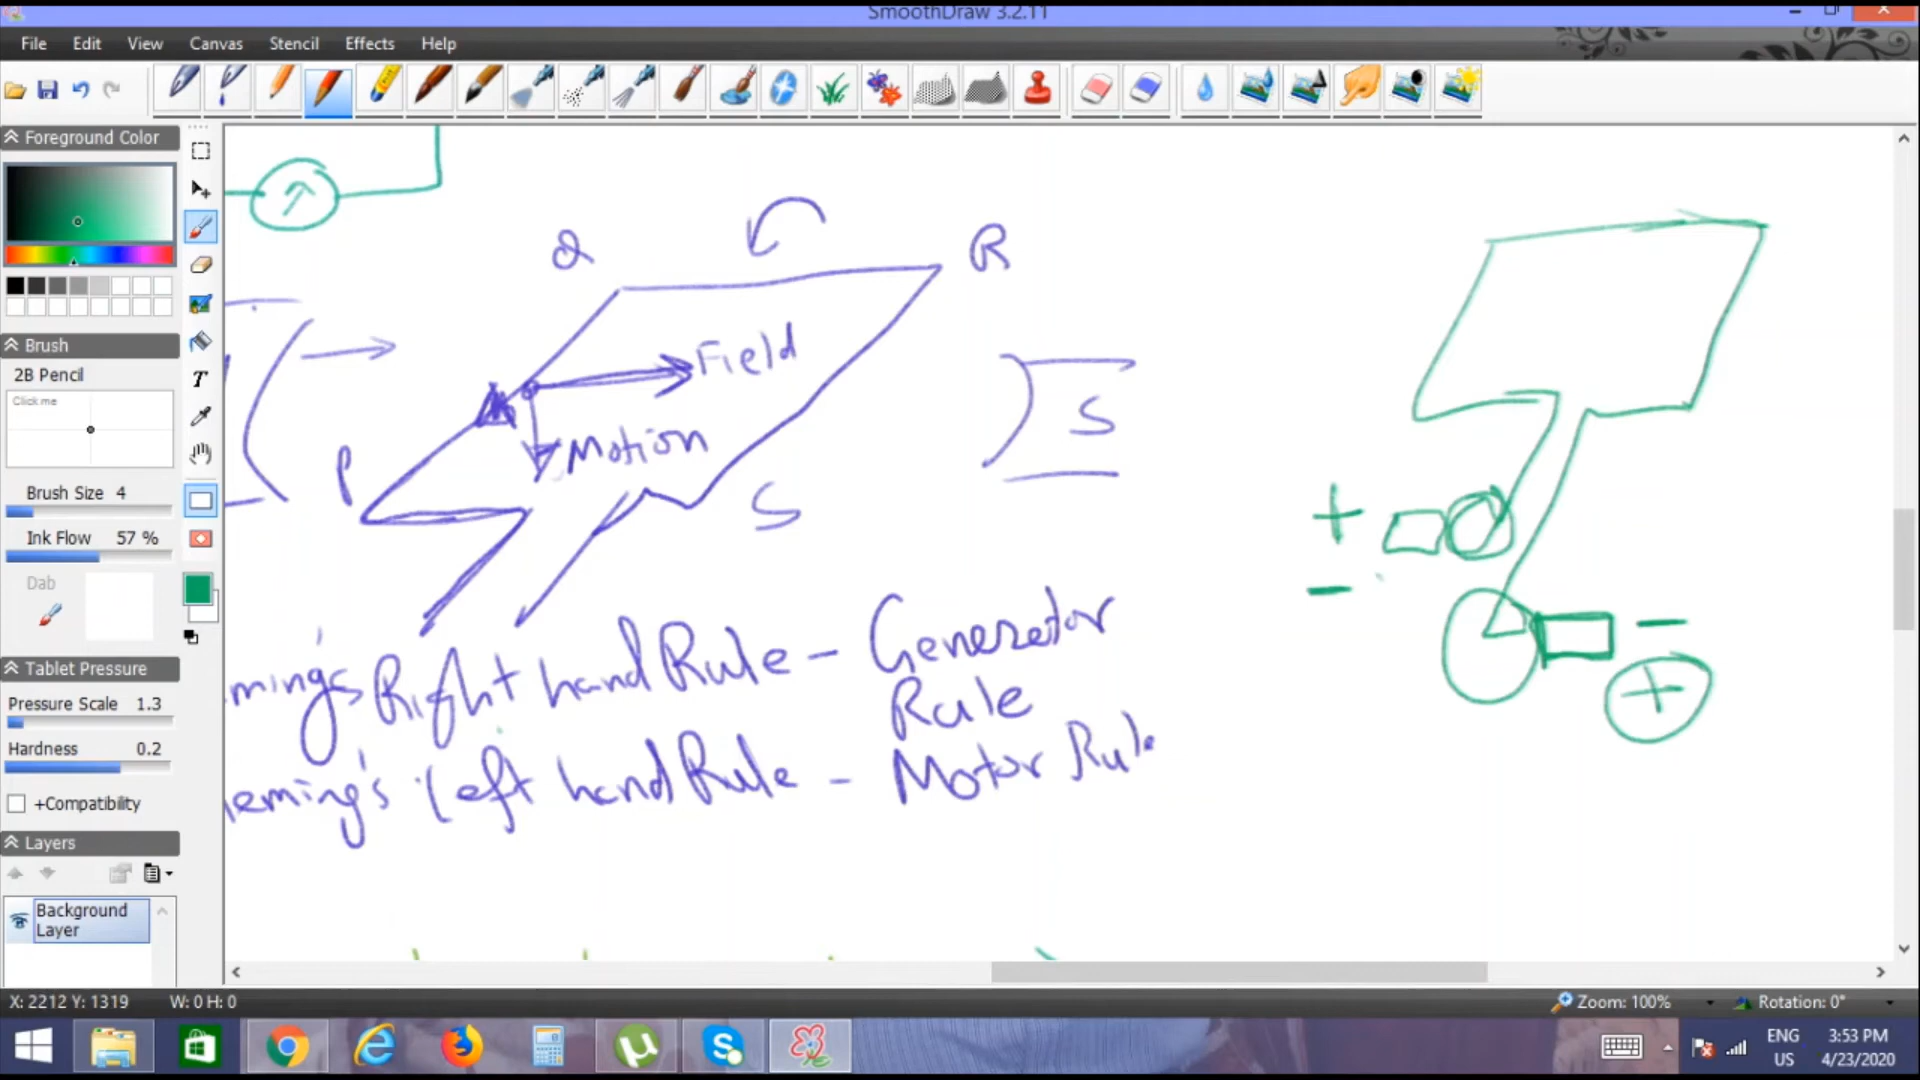 SmoothDraw 3.2.11
File Edit View Canvas Stencil Effects Help
Foreground Color
Brush
2B Pencil
Click me
Brush Size 4
Ink Flow 57 %
Dab
Tablet Pressure
Pressure Scale 1.3
Hardness 0.2
+Compatibility
Layers
Background
Layer
T
Q R
Field
Motion
P
S
S
+
-
-
+
ming's Right hand Rule - Generator
Rule
leming's Left hand Rule - Motor Rule
X: 2212 Y: 1319 W: 0 H: 0 Zoom: 100% Rotation: 0°
ENG 3:53 PM
US 4/23/2020